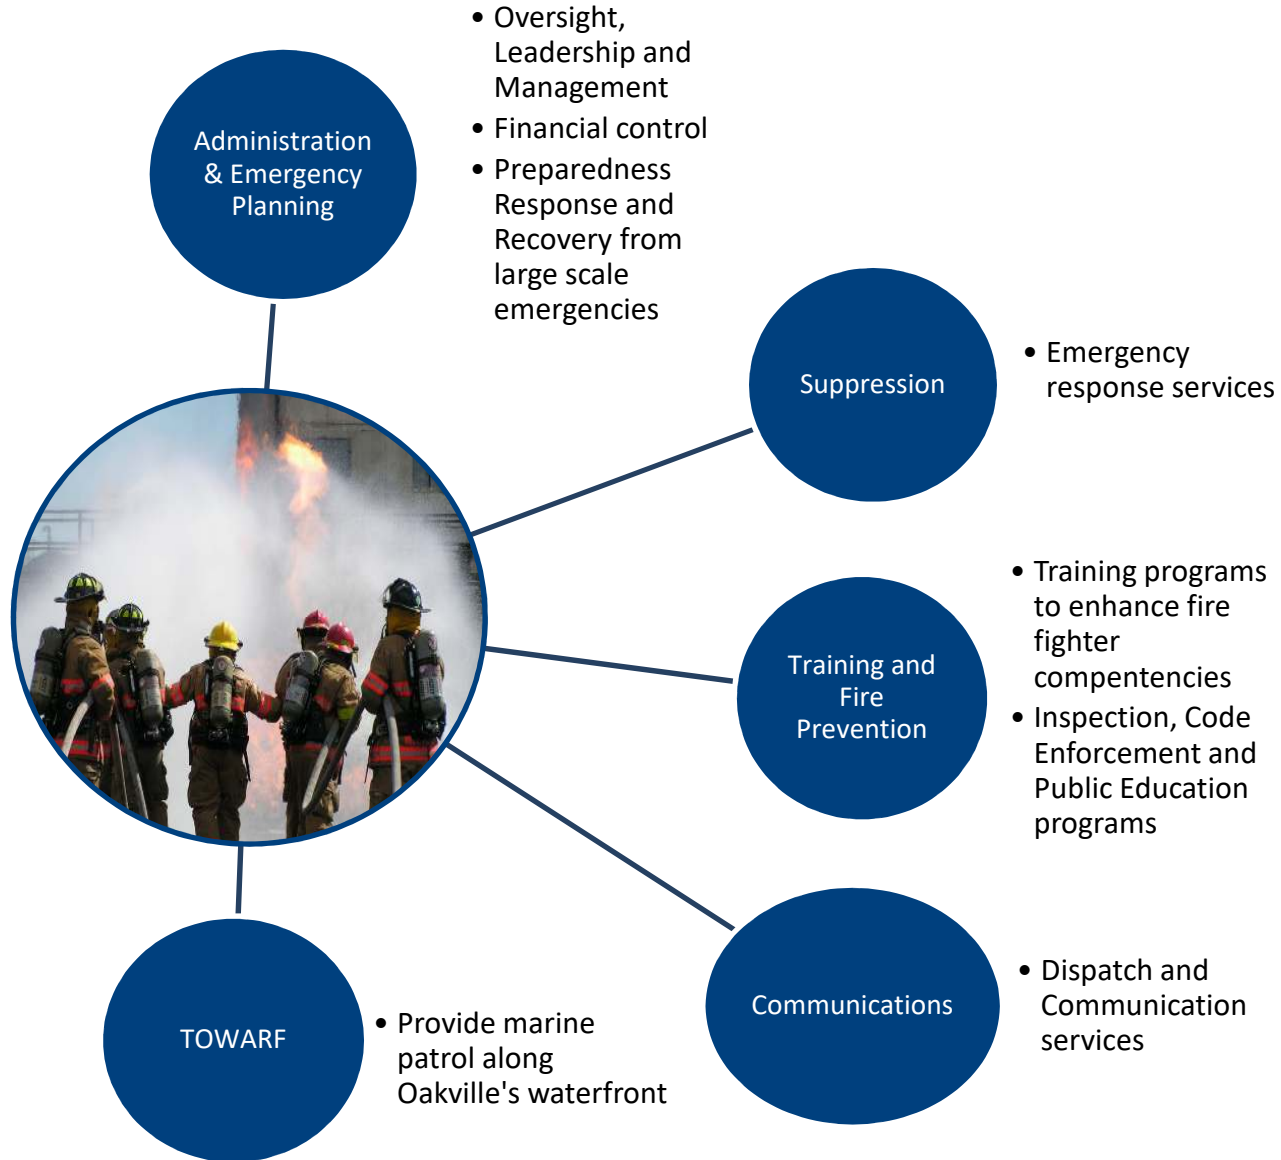 Administration
& Emergency
Planning
• Oversight,
Leadership and
Management
• Financial control
• Preparedness
Response and
Recovery from
large scale
emergencies
Suppression
• Emergency
response services
Training and
Fire
Prevention
• Training programs
to enhance fire
fighter
compentencies
• Inspection, Code
Enforcement and
Public Education
programs
Communications
• Dispatch and
Communication
services
TOWARF
• Provide marine
patrol along
Oakville's waterfront